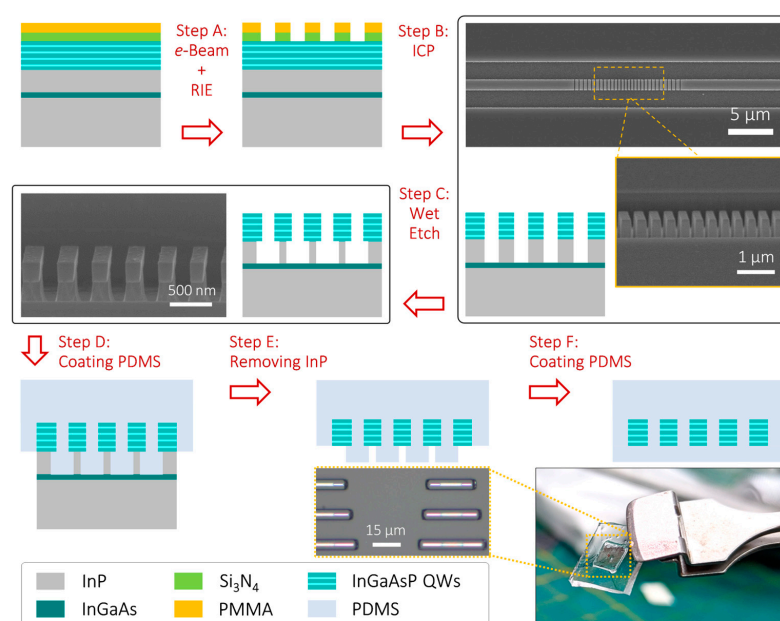 Step A:
e-Beam
+
RIE
Step B:
ICP
5 μm
1 μm
Step C:
Wet
Etch
500 nm
Step D:
Coating PDMS
Step E:
Removing InP
Step F:
Coating PDMS
15 μm
InP
Si₃N₄
InGaAsP QWs
InGaAs
PMMA
PDMS